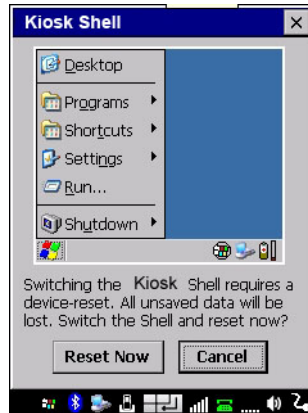 Kiosk Shell
Desktop
Programs
Shortcuts
Settings
Run...
Shutdown
Switching the Kiosk Shell requires a
device-reset. All unsaved data will be
lost. Switch the Shell and reset now?
Reset Now Cancel